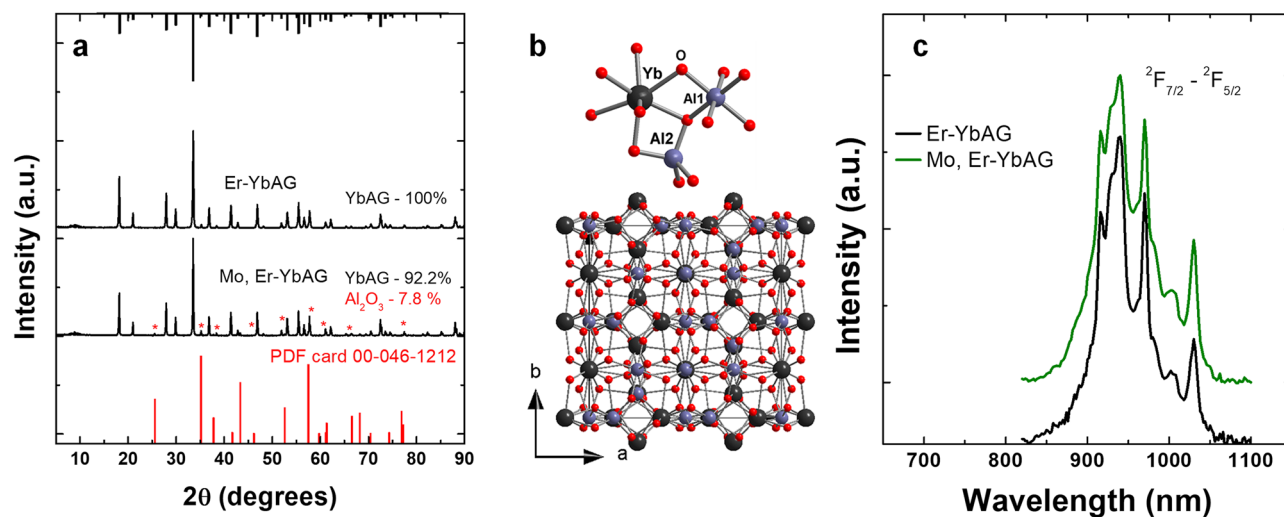 a
Er-YbAG
YbAG - 100%
Mo, Er-YbAG
YbAG - 92.2%
Al₂O₃ - 7.8 %
* * * * * * * * *
PDF card 00-046-1212
Intensity (a.u.)
10 20 30 40 50 60 70 80 90
2θ (degrees)
b
O
Yb
Al1
Al2
b
a
c
²F₇/₂ - ²F₅/₂
Er-YbAG
Mo, Er-YbAG
Intensity (a.u.)
700 800 900 1000 1100
Wavelength (nm)